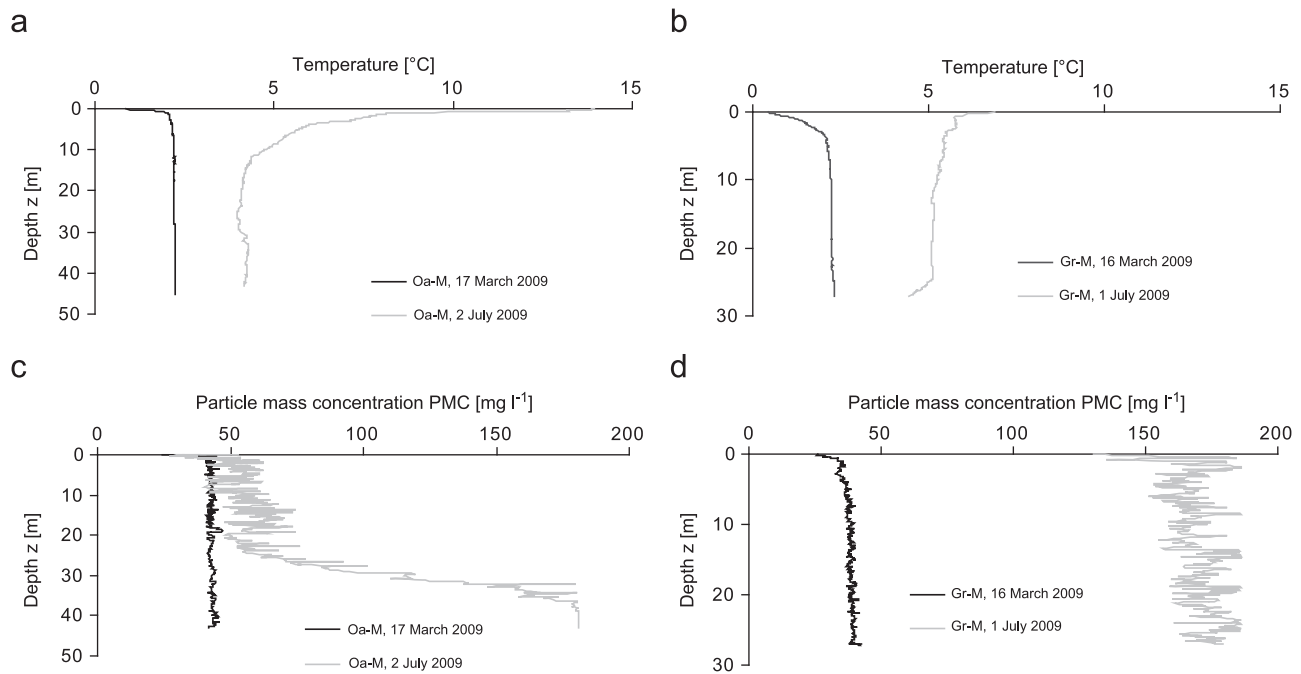 a
Temperature [°C]
0 5 10 15
0
10
20
30
40
50
Depth z [m]
Oa-M, 17 March 2009
Oa-M, 2 July 2009
b
Temperature [°C]
0 5 10 15
0
10
20
30
Depth z [m]
Gr-M, 16 March 2009
Gr-M, 1 July 2009
c
Particle mass concentration PMC [mg l⁻¹]
0 50 100 150 200
0
10
20
30
40
50
Depth z [m]
Oa-M, 17 March 2009
Oa-M, 2 July 2009
d
Particle mass concentration PMC [mg l⁻¹]
0 50 100 150 200
0
10
20
30
Depth z [m]
Gr-M, 16 March 2009
Gr-M, 1 July 2009